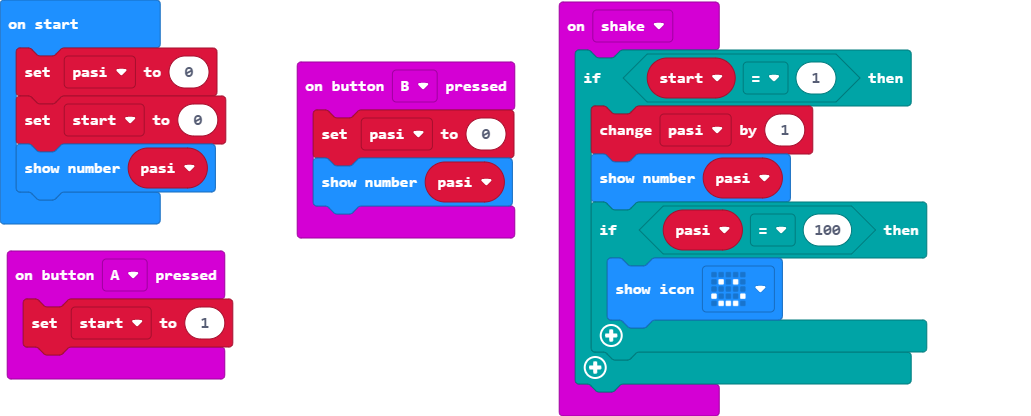 on start
set pasi to 0
set start to 0
show number pasi
on button A pressed
set start to 1
on button B pressed
set pasi to 0
show number pasi
on shake
if start = 1 then
change pasi by 1
show number pasi
if pasi = 100 then
show icon